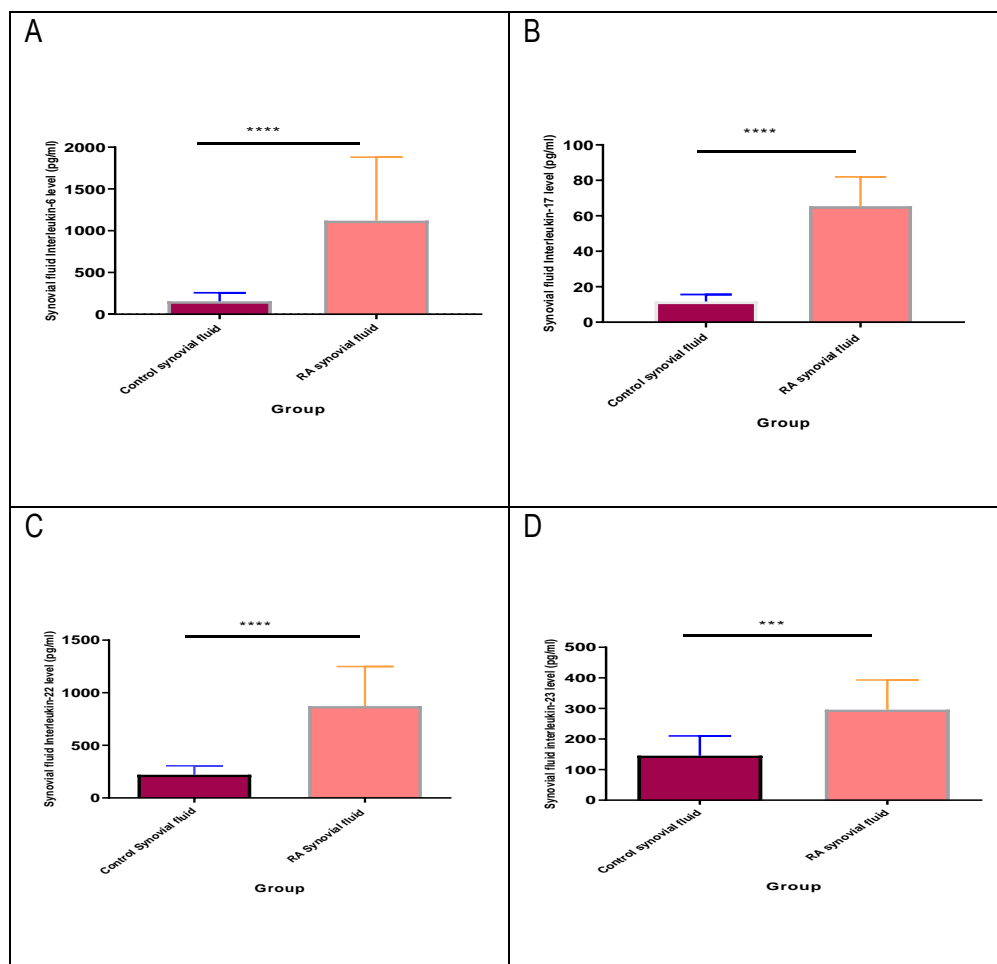 A
Synovial fluid Interleukin-6 level (pg/ml)
2000
1500
1000
500
0
****
Control synovial fluid
RA synovial fluid
Group
B
Synovial fluid Interleukin-17 level (pg/ml)
100
80
60
40
20
0
****
Control synovial fluid
RA synovial fluid
Group
C
Synovial fluid Interleukin-22 level (pg/ml)
1500
1000
500
0
****
Control Synovial fluid
RA Synovial fluid
Group
D
Synovial fluid interleukin-23 level (pg/ml)
500
400
300
200
100
0
***
Control synovial fluid
RA synovial fluid
Group